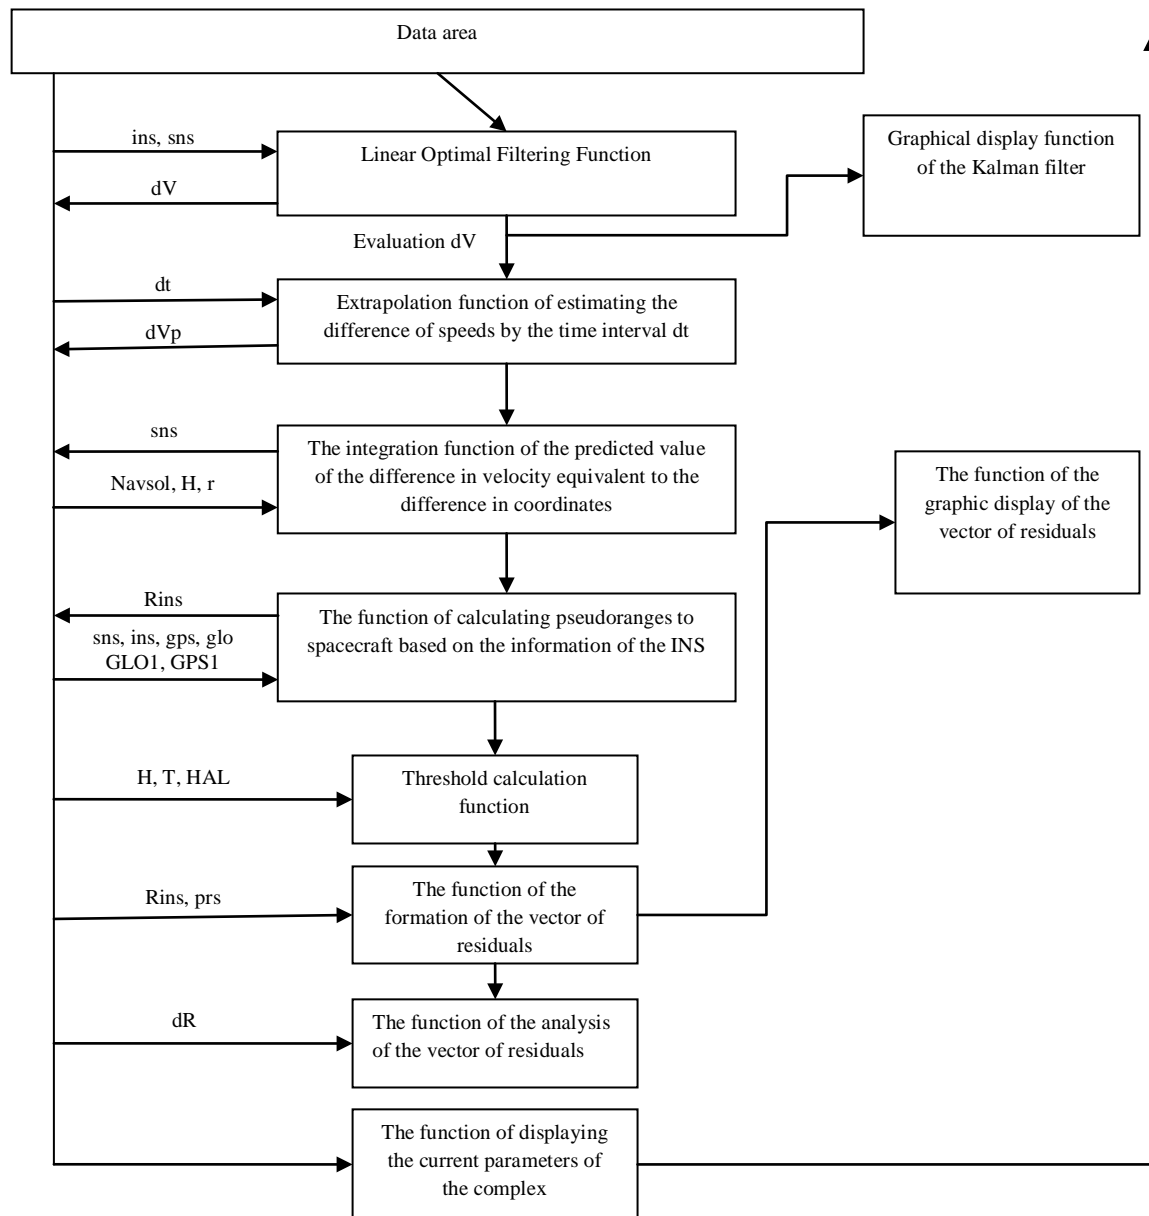 Data area
ins, sns
Linear Optimal Filtering Function
Graphical display function
of the Kalman filter
dV
Evaluation dV
dt
Extrapolation function of estimating the
difference of speeds by the time interval dt
dVp
sns
The integration function of the predicted value
of the difference in velocity equivalent to the
difference in coordinates
Navsol, H, r
The function of the
graphic display of the
vector of residuals
Rins
The function of calculating pseudoranges to
spacecraft based on the information of the INS
sns, ins, gps, glo
GLO1, GPS1
H, T, HAL
Threshold calculation
function
Rins, prs
The function of the
formation of the vector of
residuals
dR
The function of the analysis
of the vector of residuals
The function of displaying
the current parameters of
the complex